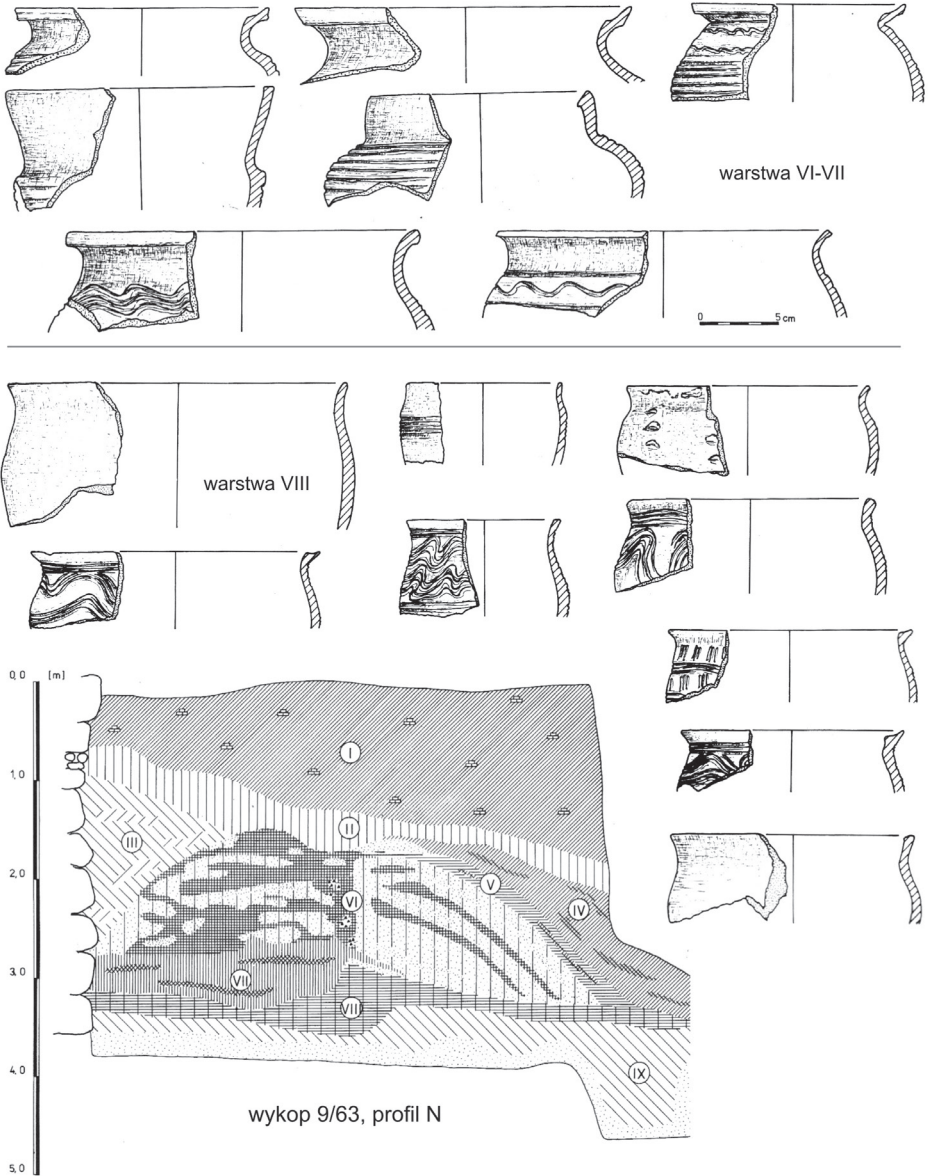 warstwa VI-VII
0 5 cm
warstwa VIII
0,0 [m]
I
1,0
II
III
2,0
V
VI
IV
3,0
VII
VIII
4,0
IX
wykop 9/63, profil N
5,0